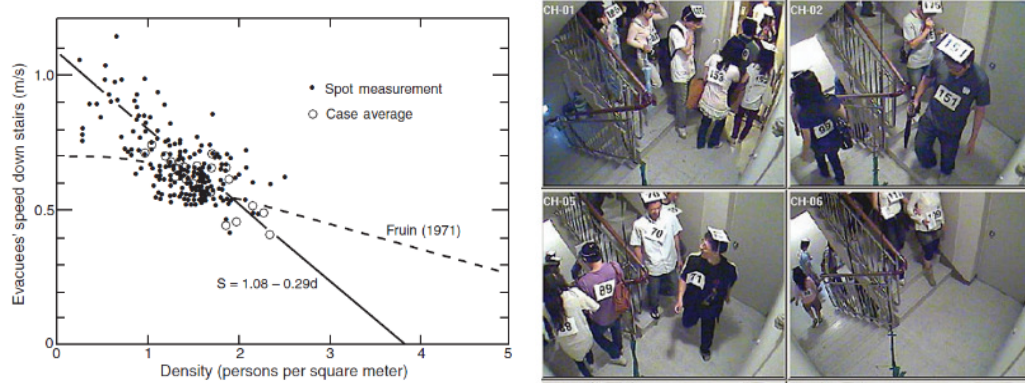 Evacuees' speed down stairs (m/s)
1.0
0.5
0
Spot measurement
Case average
Fruin (1971)
S = 1.08 – 0.29d
0 1 2 3 4 5
Density (persons per square meter)
CH-01
153
CH-02
151
99
CH-05
70
71
89
CH-06